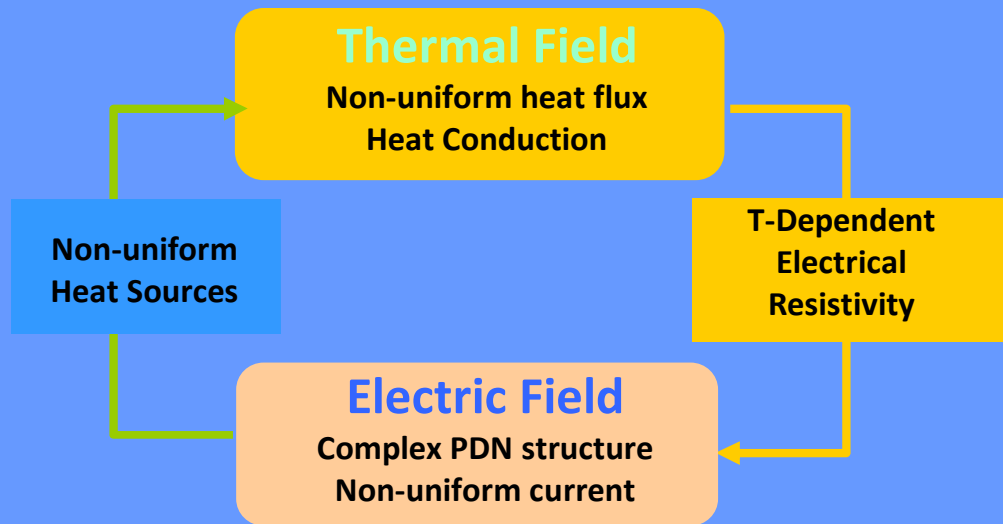 Thermal Field
Non-uniform heat flux
Heat Conduction
Non-uniform
Heat Sources
T-Dependent
Electrical
Resistivity
Electric Field
Complex PDN structure
Non-uniform current